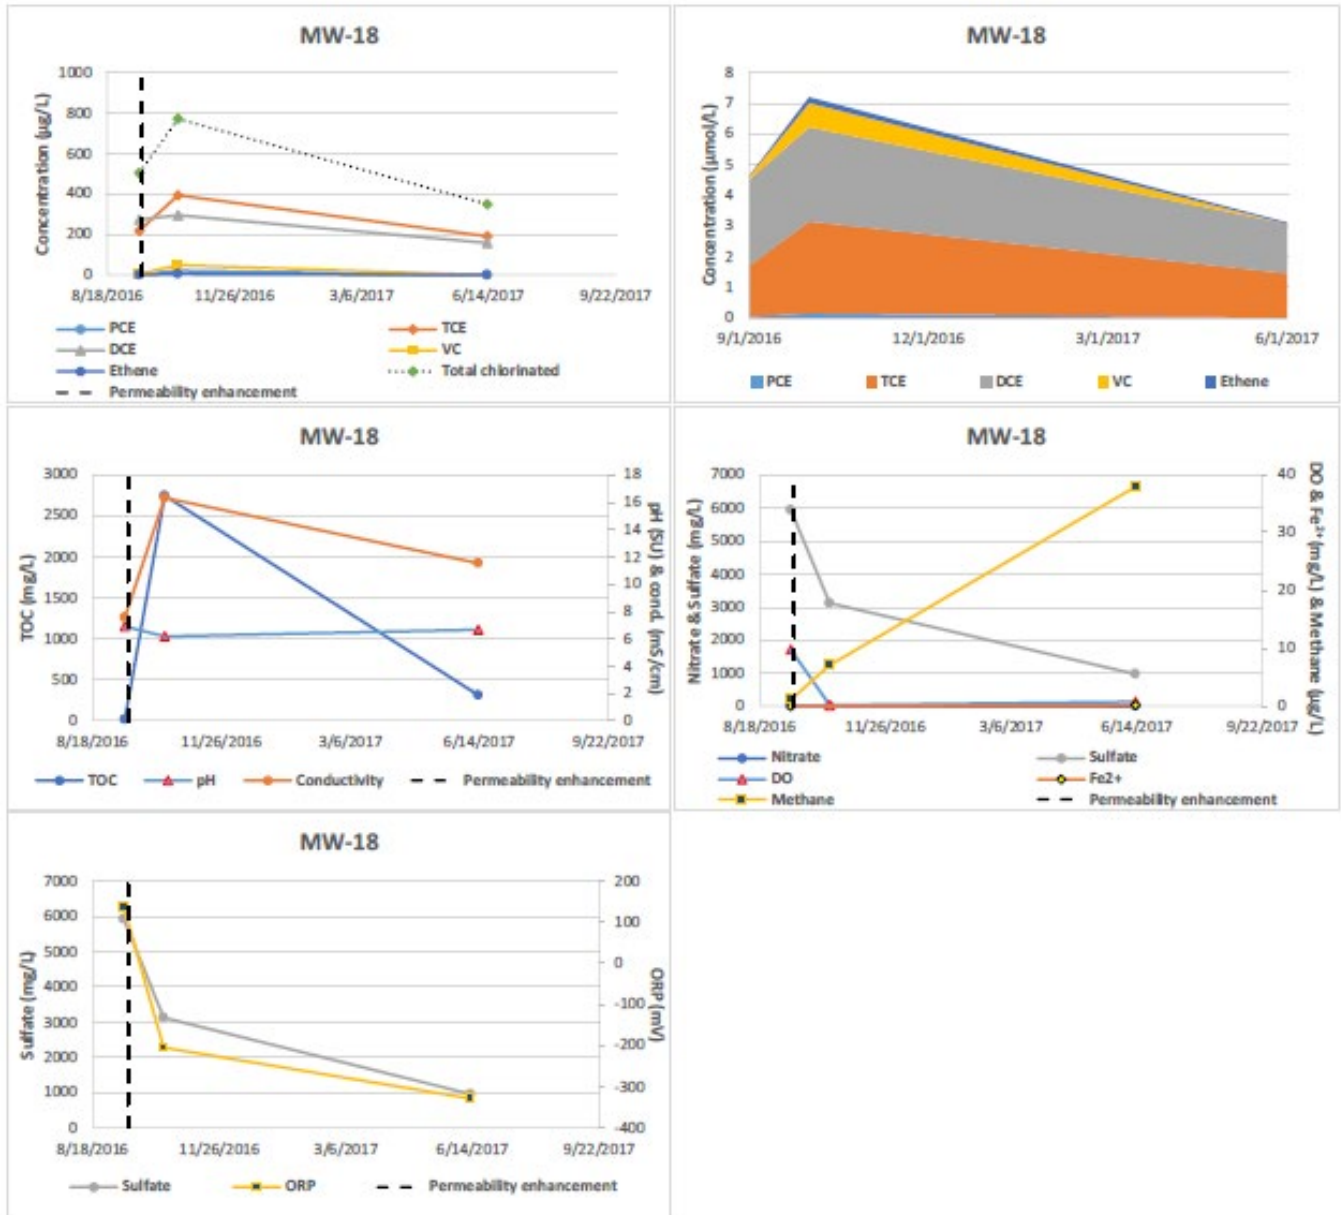 MW-18
Concentration (µg/L)
1000
800
600
400
200
0
8/18/2016 11/26/2016 3/6/2017 6/14/2017 9/22/2017
PCE TCE
DCE VC
Ethene Total chlorinated
Permeability enhancement
MW-18
Concentration (µmol/L)
8
7
6
5
4
3
2
1
0
9/1/2016 12/1/2016 3/1/2017 6/1/2017
PCE TCE DCE VC Ethene
MW-18
TOC (mg/L)
3000
2500
2000
1500
1000
500
0
18
16
14
12
10
8
6
4
2
0
pH (SU) & cond. (mS/cm)
8/18/2016 11/26/2016 3/6/2017 6/14/2017 9/22/2017
TOC pH Conductivity Permeability enhancement
MW-18
Nitrate & Sulfate (mg/L)
7000
6000
5000
4000
3000
2000
1000
0
40
30
20
10
0
DO & Fe²⁺(mg/L) & Methane (µg/L)
8/18/2016 11/26/2016 3/6/2017 6/14/2017 9/22/2017
Nitrate Sulfate
DO Fe2+
Methane Permeability enhancement
MW-18
Sulfate (mg/L)
7000
6000
5000
4000
3000
2000
1000
0
200
100
0
-100
-200
-300
-400
ORP (mV)
8/18/2016 11/26/2016 3/6/2017 6/14/2017 9/22/2017
Sulfate ORP Permeability enhancement